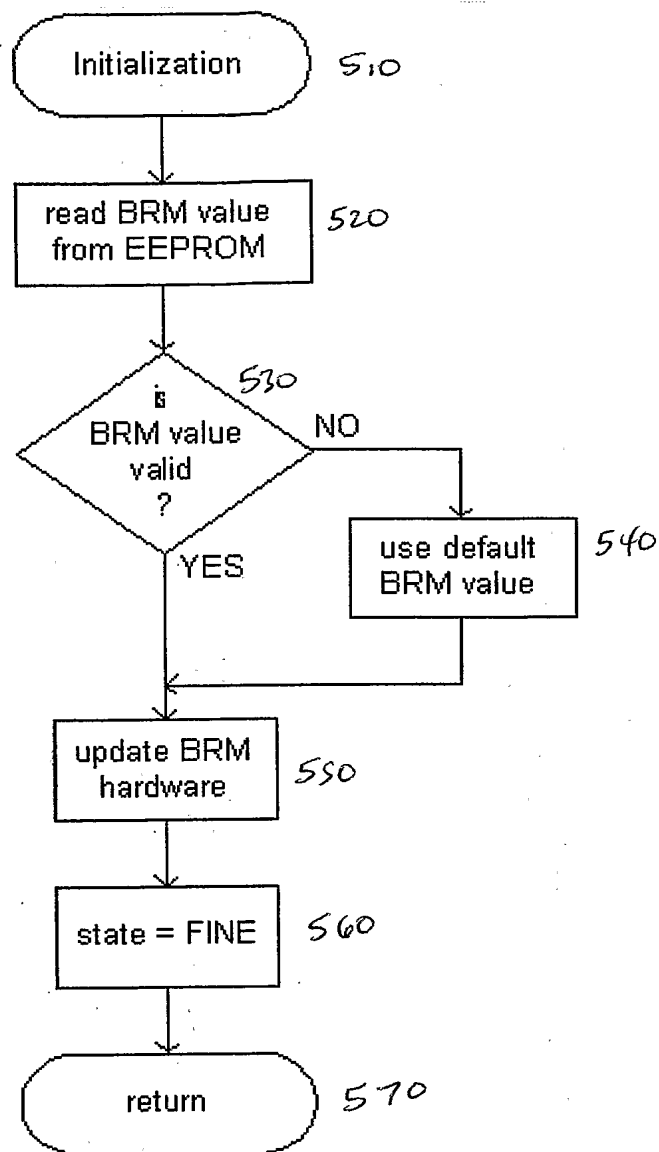 Initialization
510
read BRM value
from EEPROM
520
530
is
BRM value
valid
?
NO
YES
use default
BRM value
540
update BRM
hardware
550
state = FINE
560
return
570